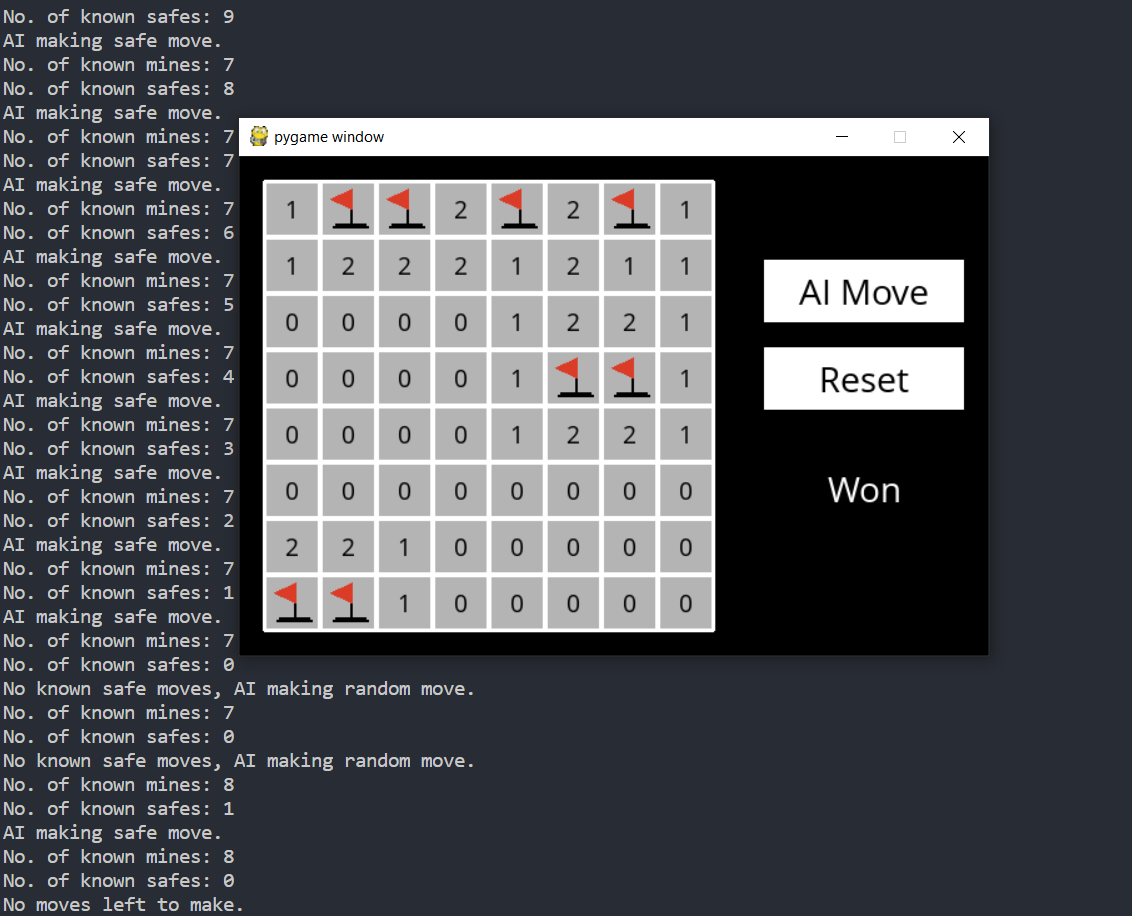 No. of known safes: 9
AI making safe move.
No. of known mines: 7
No. of known safes: 8
AI making safe move.
No. of known mines: 7
No. of known safes: 7
AI making safe move.
No. of known mines: 7
No. of known safes: 6
AI making safe move.
No. of known mines: 7
No. of known safes: 5
AI making safe move.
No. of known mines: 7
No. of known safes: 4
AI making safe move.
No. of known mines: 7
No. of known safes: 3
AI making safe move.
No. of known mines: 7
No. of known safes: 2
AI making safe move.
No. of known mines: 7
No. of known safes: 1
AI making safe move.
No. of known mines: 7
No. of known safes: 0
No known safe moves, AI making random move.
No. of known mines: 7
No. of known safes: 0
No known safe moves, AI making random move.
No. of known mines: 8
No. of known safes: 1
AI making safe move.
No. of known mines: 8
No. of known safes: 0
No moves left to make.
pygame window
1 2 2 1
1 2 2 2 1 2 1 1
0 0 0 0 1 2 2 1
0 0 0 0 1 1
0 0 0 0 1 2 2 1
0 0 0 0 0 0 0 0
2 2 1 0 0 0 0 0
1 0 0 0 0 0
AI Move
Reset
Won